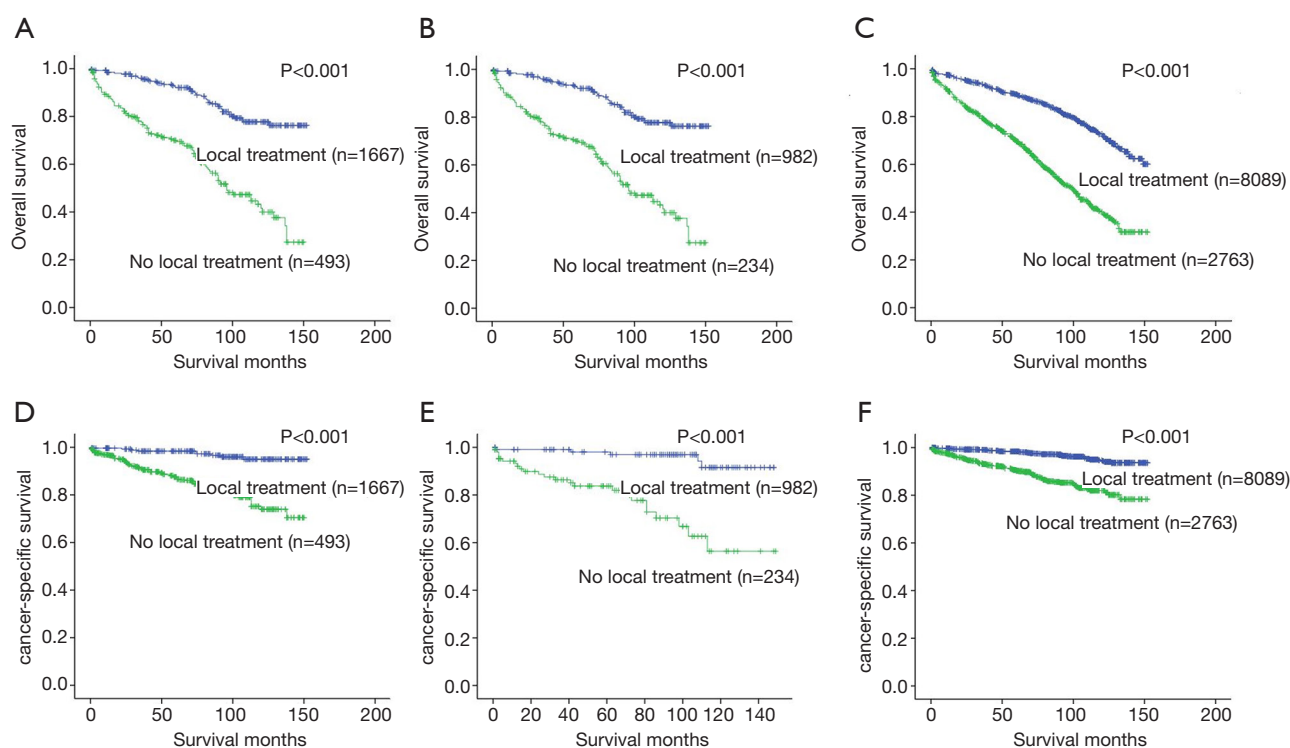 A
P<0.001
Overall survival
1.0
0.8
0.6
0.4
0.2
0.0
Local treatment (n=1667)
No local treatment (n=493)
0 50 100 150 200
Survival months
B
P<0.001
Overall survival
1.0
0.8
0.6
0.4
0.2
0.0
Local treatment (n=982)
No local treatment (n=234)
0 50 100 150 200
Survival months
C
P<0.001
Overall survival
1.0
0.8
0.6
0.4
0.2
0.0
Local treatment (n=8089)
No local treatment (n=2763)
0 50 100 150 200
Survival months
D
P<0.001
cancer-specific survival
1.0
0.8
0.6
0.4
0.2
0.0
Local treatment (n=1667)
No local treatment (n=493)
0 50 100 150 200
Survival months
E
P<0.001
cancer-specific survival
1.0
0.8
0.6
0.4
0.2
0.0
Local treatment (n=982)
No local treatment (n=234)
0 20 40 60 80 100 120 140
Survival months
F
P<0.001
cancer-specific survival
1.0
0.8
0.6
0.4
0.2
0.0
Local treatment (n=8089)
No local treatment (n=2763)
0 50 100 150 200
Survival months